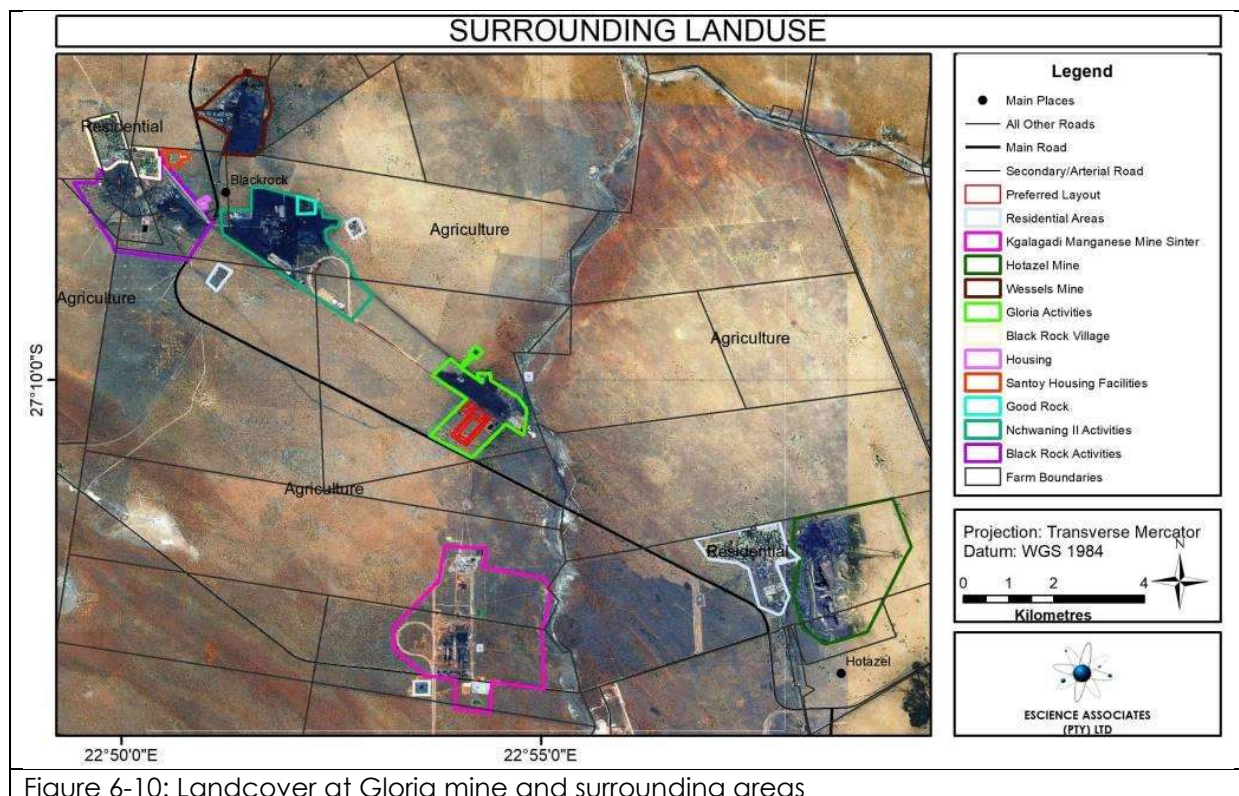 SURROUNDING LANDUSE
Residential
Blackrock
Agriculture
Agriculture
Agriculture
Agriculture
Residential
Hotazel
27°10'0"S
22°50'0"E
22°55'0"E
Legend
Main Places
All Other Roads
Main Road
Secondary/Arterial Road
Preferred Layout
Residential Areas
Kgalagadi Manganese Mine Sinter
Hotazel Mine
Wessels Mine
Gloria Activities
Black Rock Village
Housing
Santoy Housing Facilities
Good Rock
Nchwaning II Activities
Black Rock Activities
Farm Boundaries
Projection: Transverse Mercator
Datum: WGS 1984
N
0 1 2 4
Kilometres
ESCIENCE ASSOCIATES
(PTY) LTD
Figure 6-10: Landcover at Gloria mine and surrounding areas